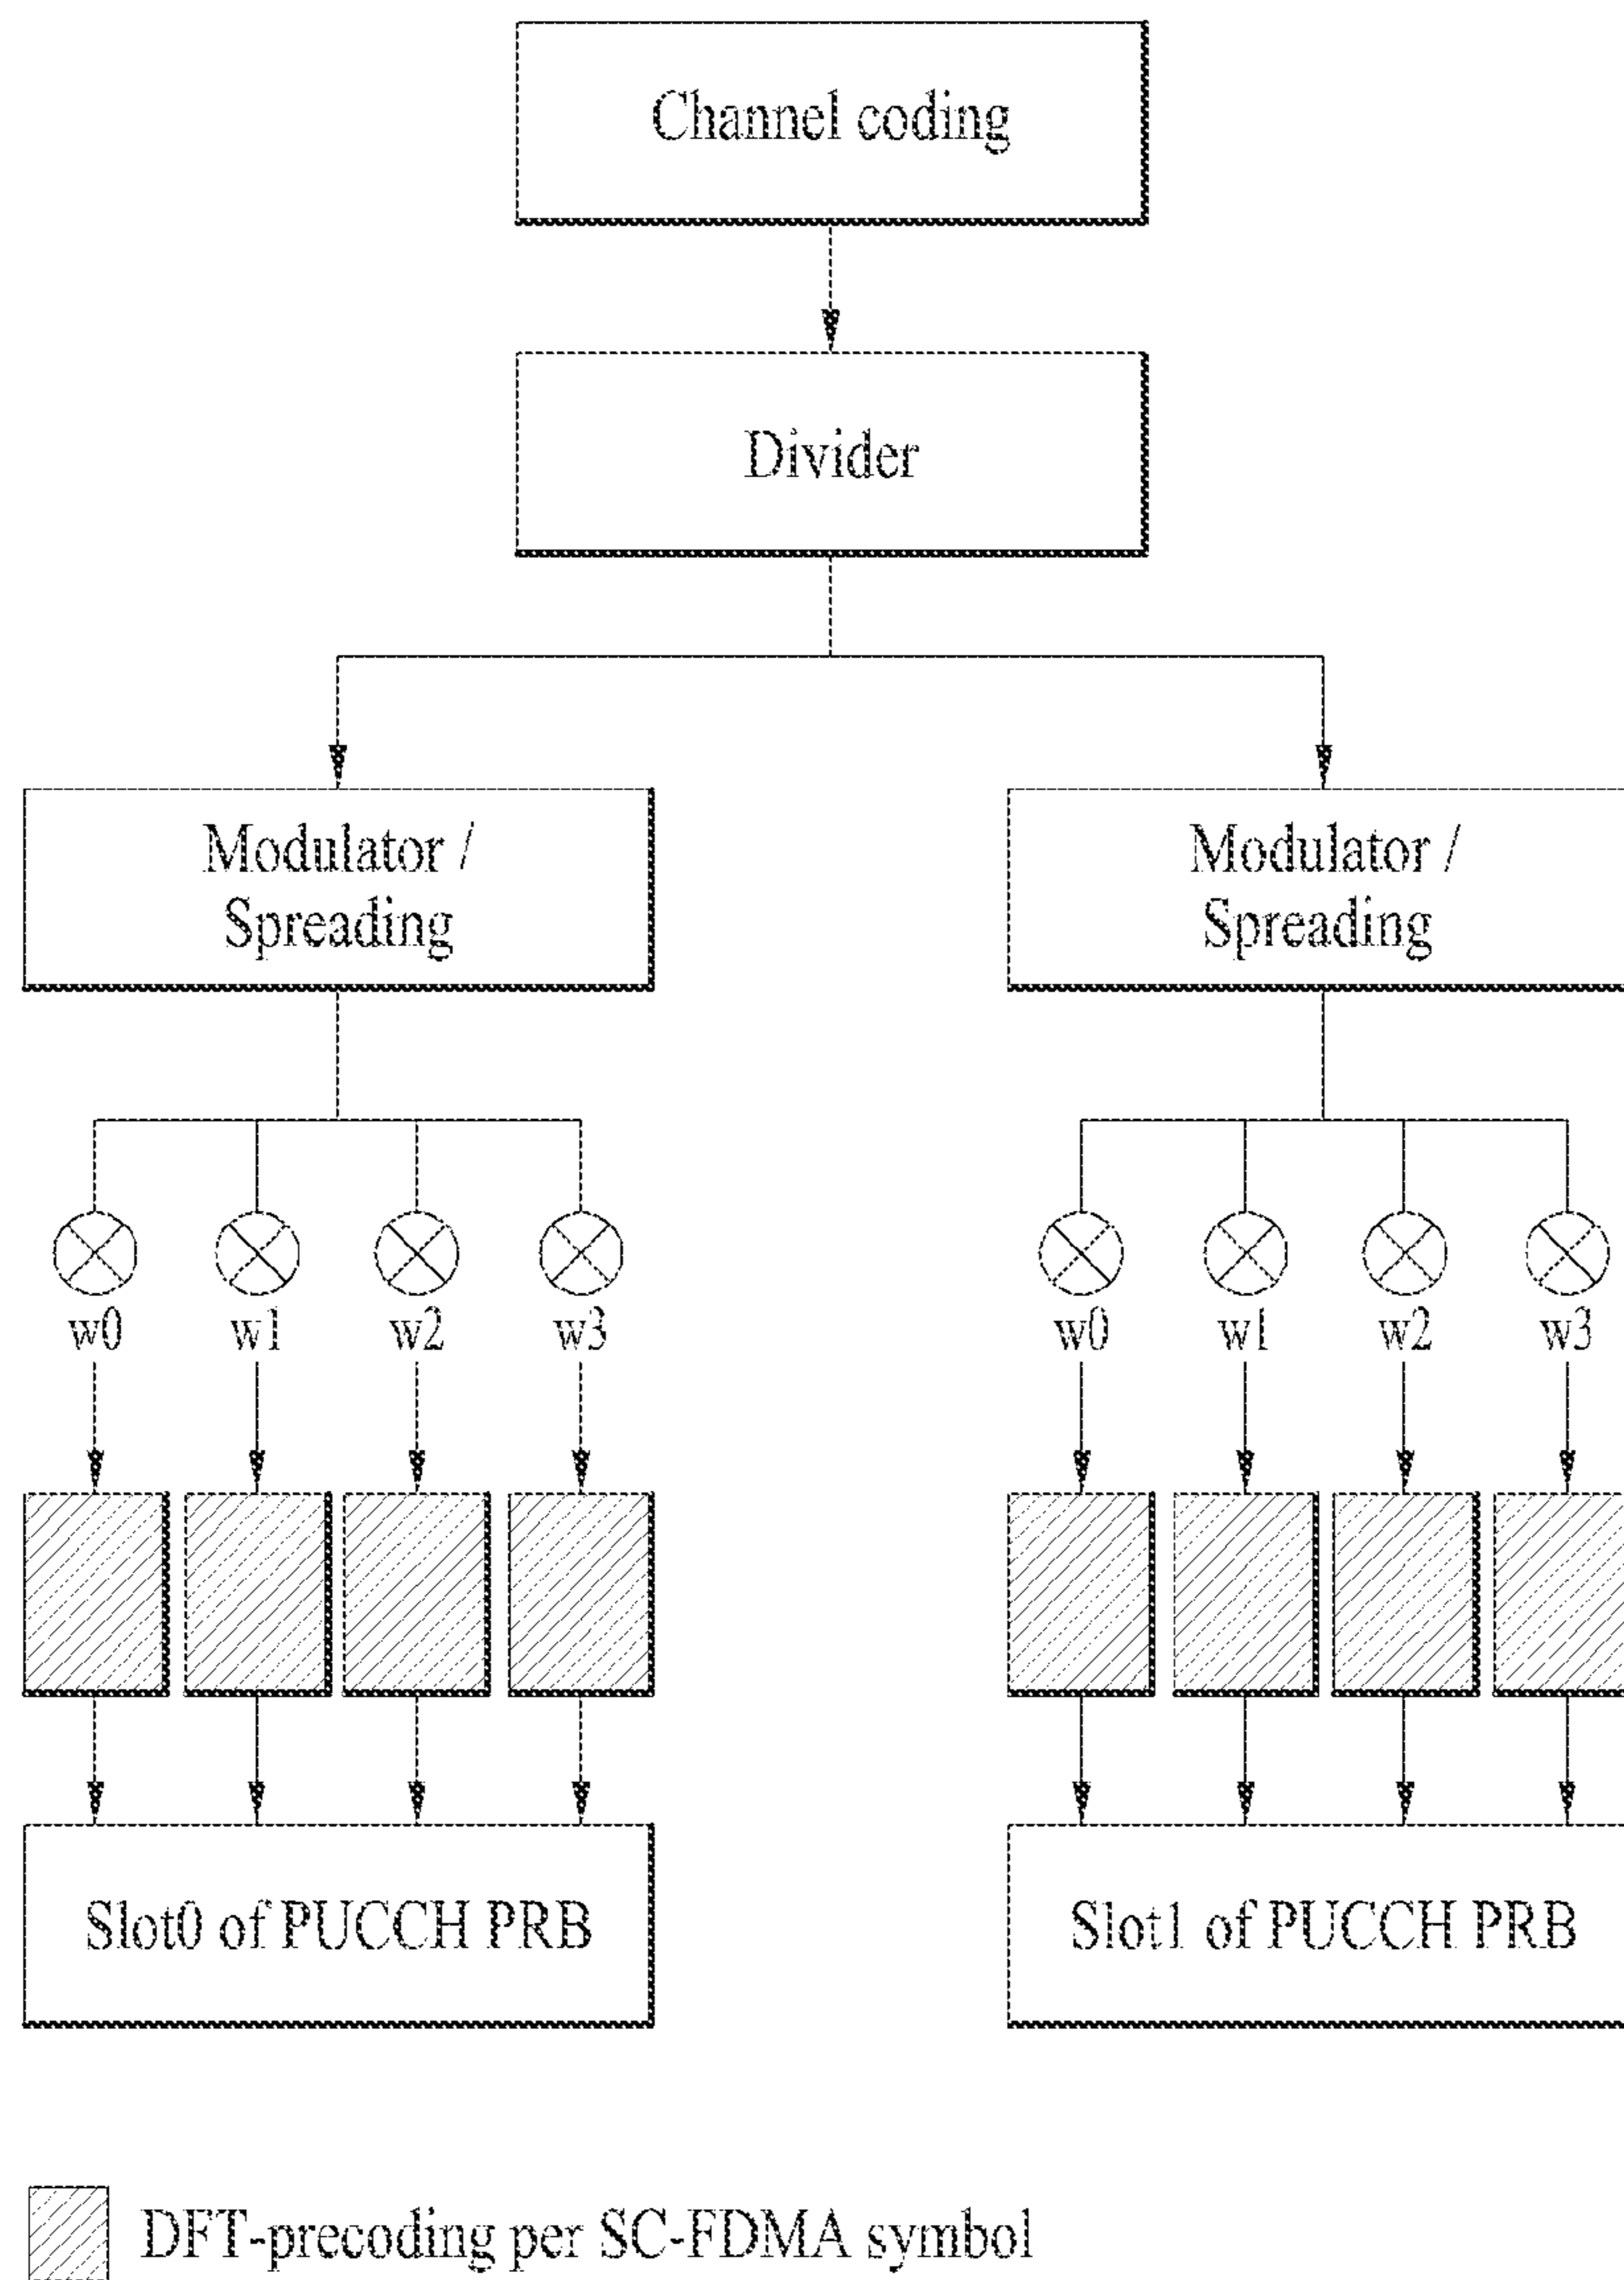 Channel coding
Divider
Modulator /
Spreading
Modulator /
Spreading
w0 w1 w2 w3
w0 w1 w2 w3
Slot0 of PUCCH PRB
Slot1 of PUCCH PRB
DFT-precoding per SC-FDMA symbol